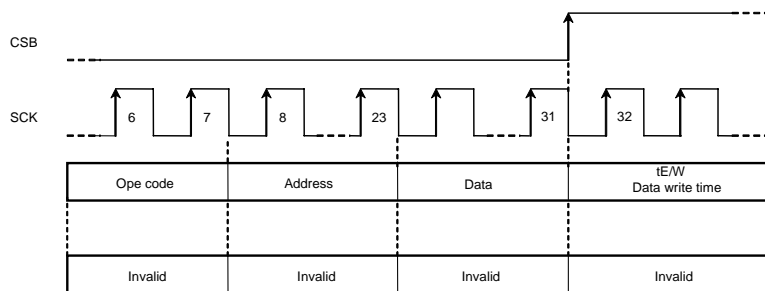 CSB
SCK
6 7 8 23 31 32
Ope code Address Data tE/W
Data write time
Invalid Invalid Invalid Invalid